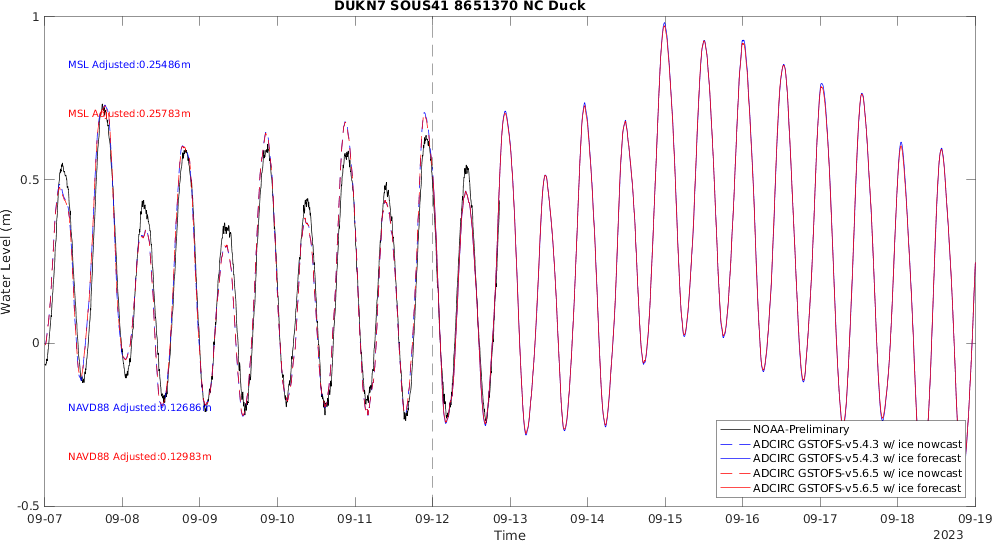 DUKN7 SOUS41 8651370 NC Duck
1
MSL Adjusted:0.25486m
MSL Adjusted:0.25783m
0.5
Water Level (m)
0
NAVD88 Adjusted:0.12686m
NAVD88 Adjusted:0.12983m
NOAA-Preliminary
ADCIRC GSTOFS-v5.4.3 w/ ice nowcast
ADCIRC GSTOFS-v5.4.3 w/ ice forecast
ADCIRC GSTOFS-v5.6.5 w/ ice nowcast
ADCIRC GSTOFS-v5.6.5 w/ ice forecast
-0.5
09-07 09-08 09-09 09-10 09-11 09-12 09-13 09-14 09-15 09-16 09-17 09-18 09-19
Time
2023